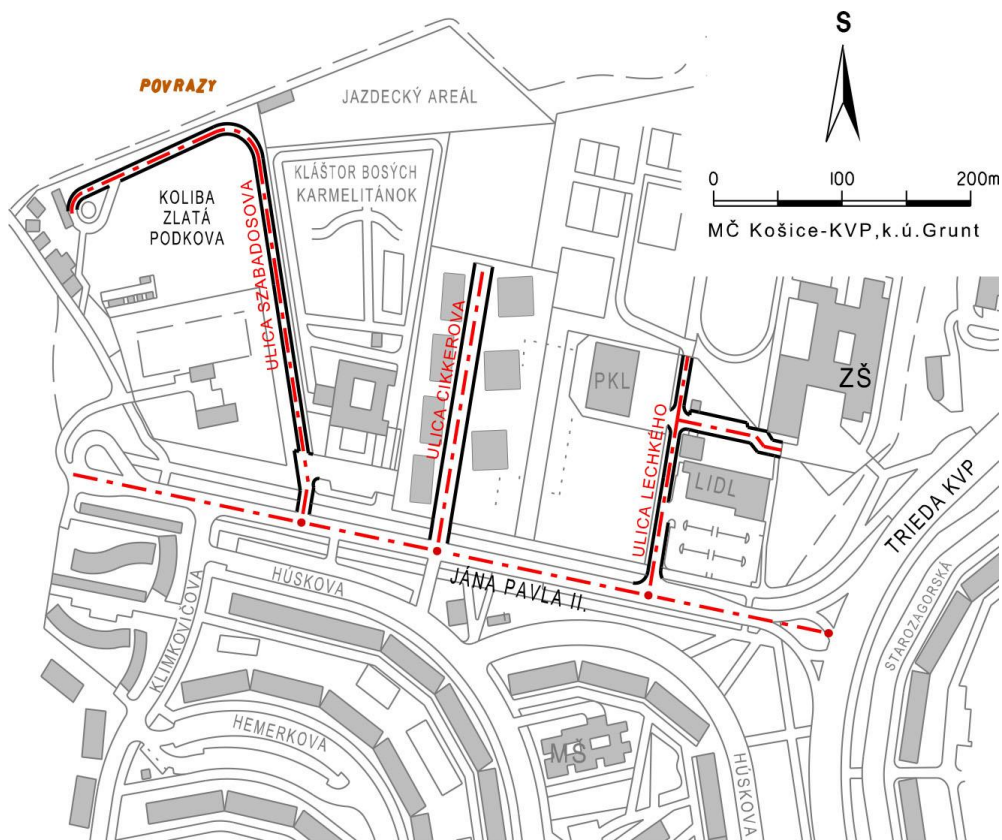 S
POVRAZY
JAZDECKÝ AREÁL
KLÁŠTOR BOSÝCH
KARMELITÁNOK
KOLIBA
ZLATÁ
PODKOVA
0 100 200m
MČ Košice-KVP,k.ú.Grunt
ULICA SZABADOSOVA
ULICA CIKKEROVA
PKL
ZŠ
ULICA LECHKÉHO
LIDL
TRIEDA KVP
JÁNA PAVLA II.
HÚSKOVA
KLIMKOVIČOVA
STAROZAGORSKÁ
HEMERKOVA
MŠ
HÚSKOVA